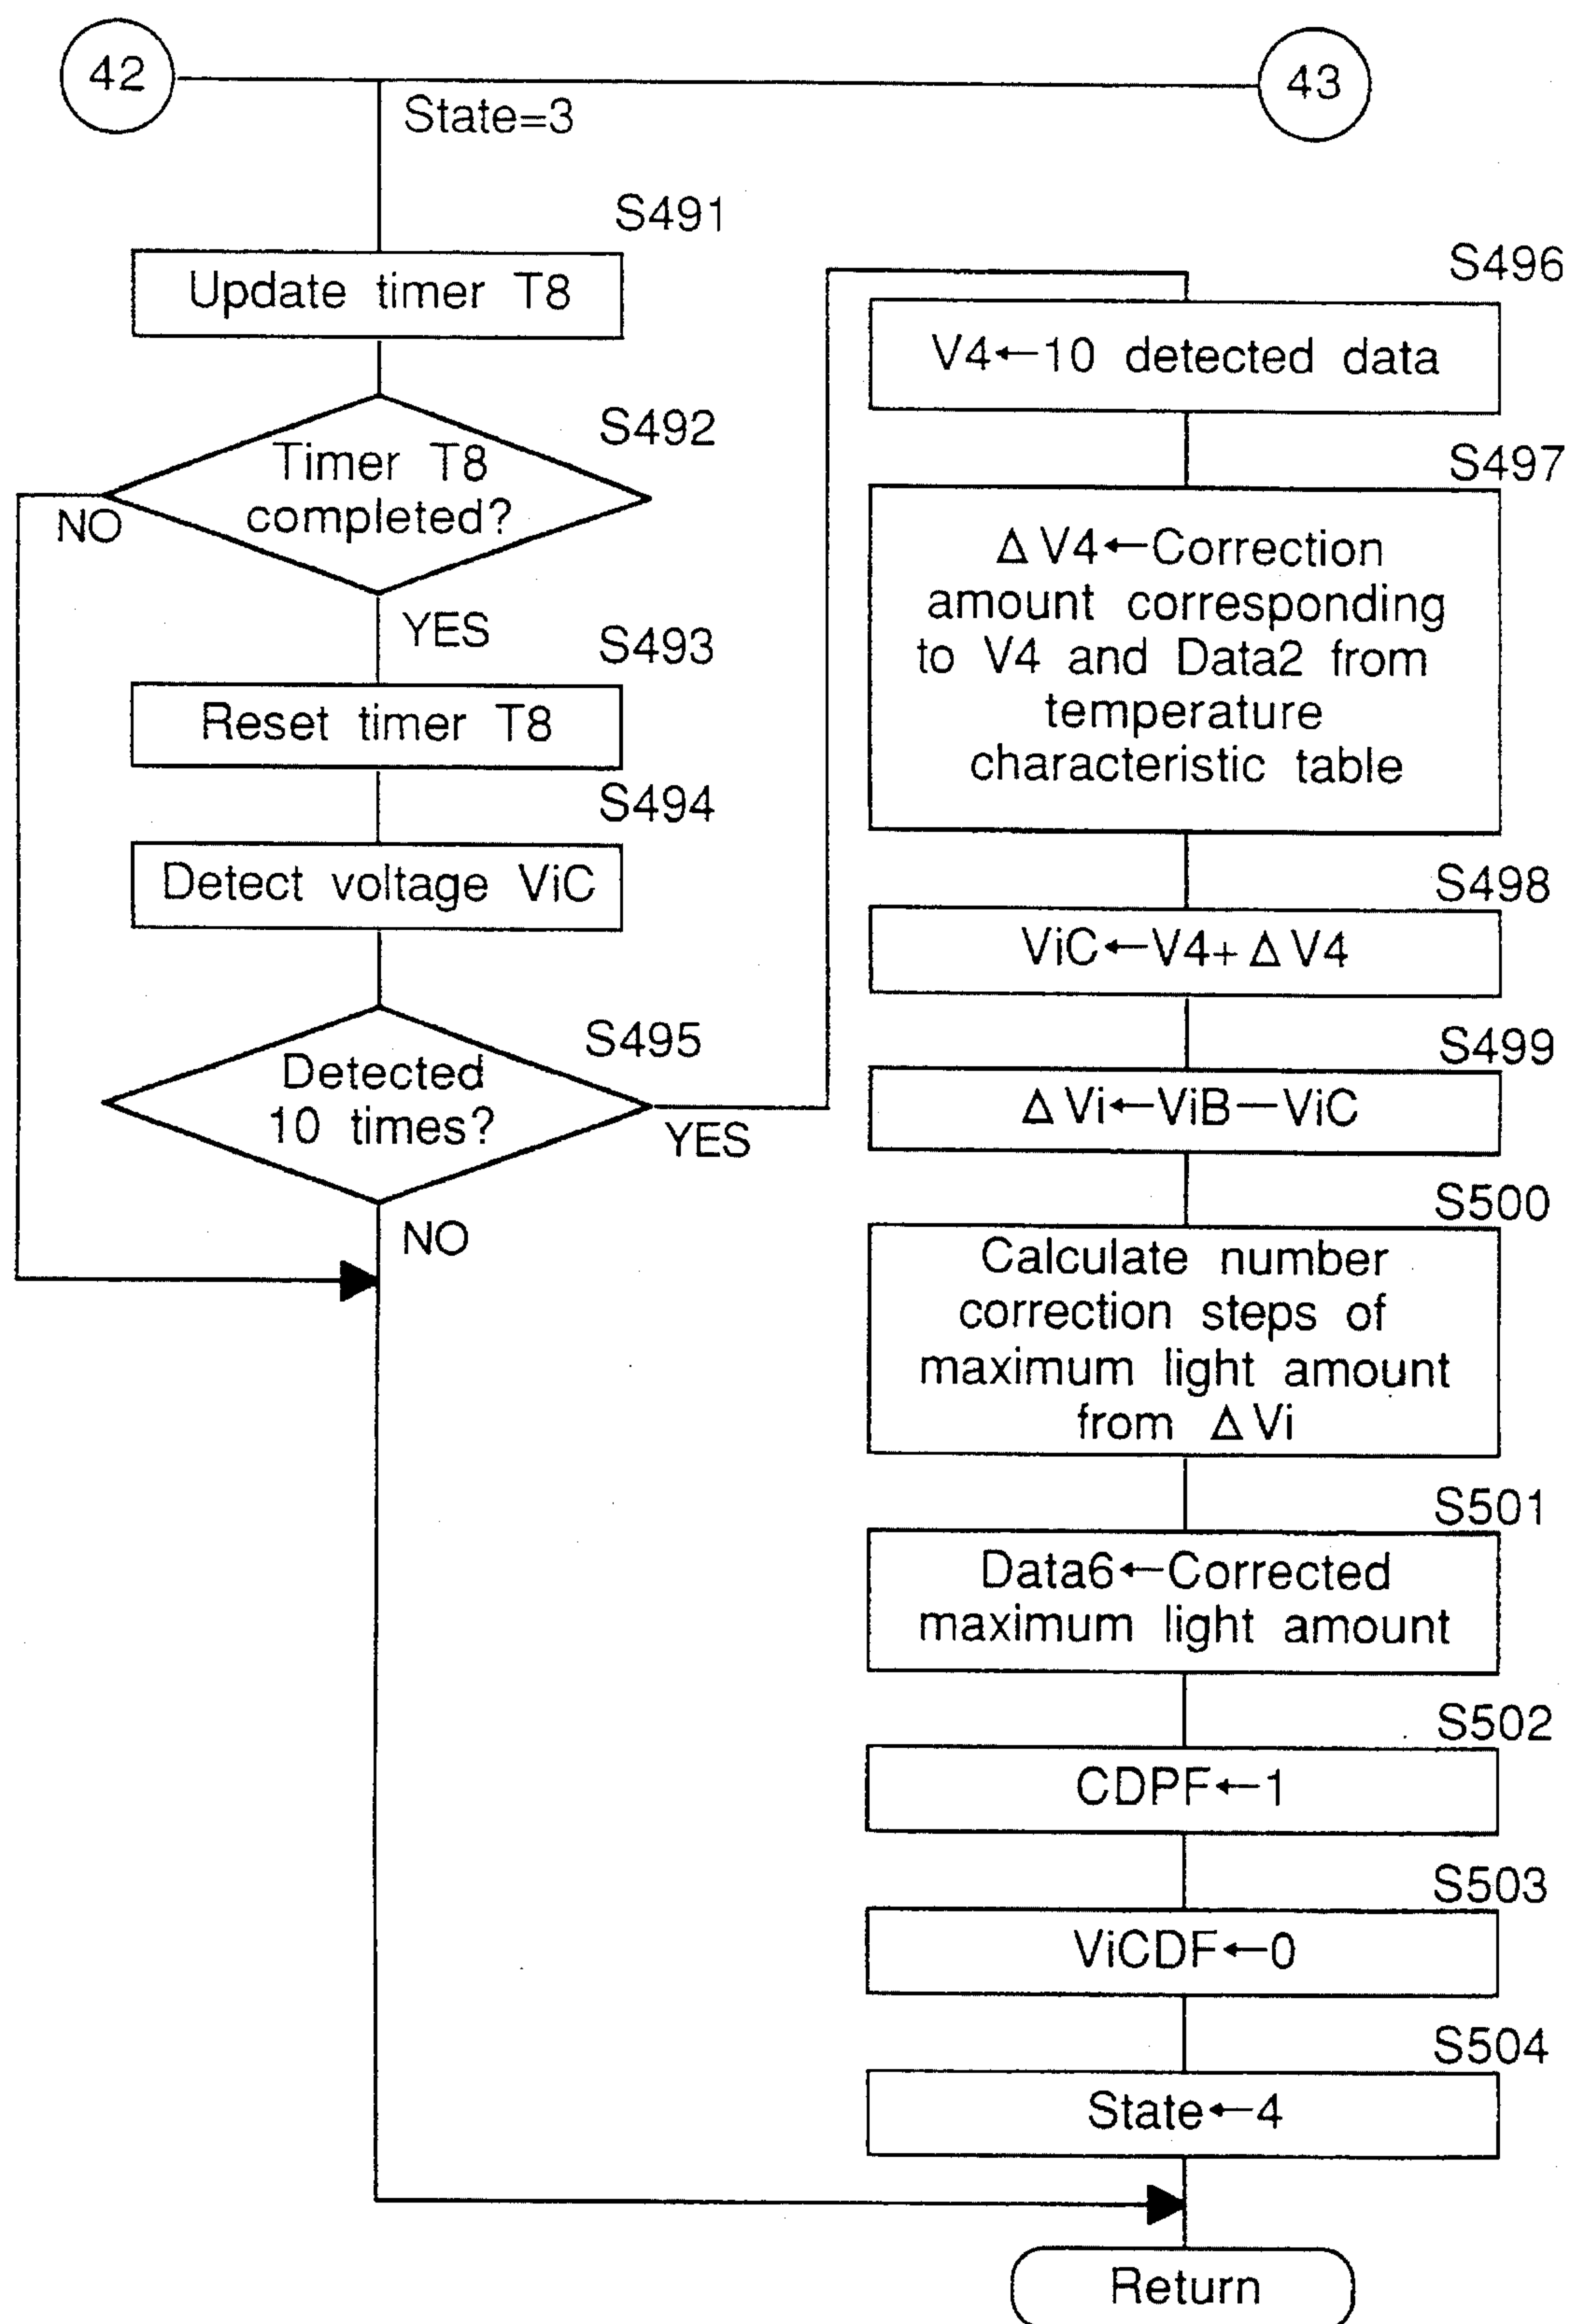 42
43
State=3
S491
Update timer T8
S492
Timer T8
completed?
NO
YES
S493
Reset timer T8
S494
Detect voltage ViC
S495
Detected
10 times?
YES
NO
S496
V4←10 detected data
S497
Δ V4←Correction
amount corresponding
to V4 and Data2 from
temperature
characteristic table
S498
ViC←V4+ Δ V4
S499
Δ Vi←ViB—ViC
S500
Calculate number
correction steps of
maximum light amount
from Δ Vi
S501
Data6←Corrected
maximum light amount
S502
CDPF←1
S503
ViCDF←0
S504
State←4
Return